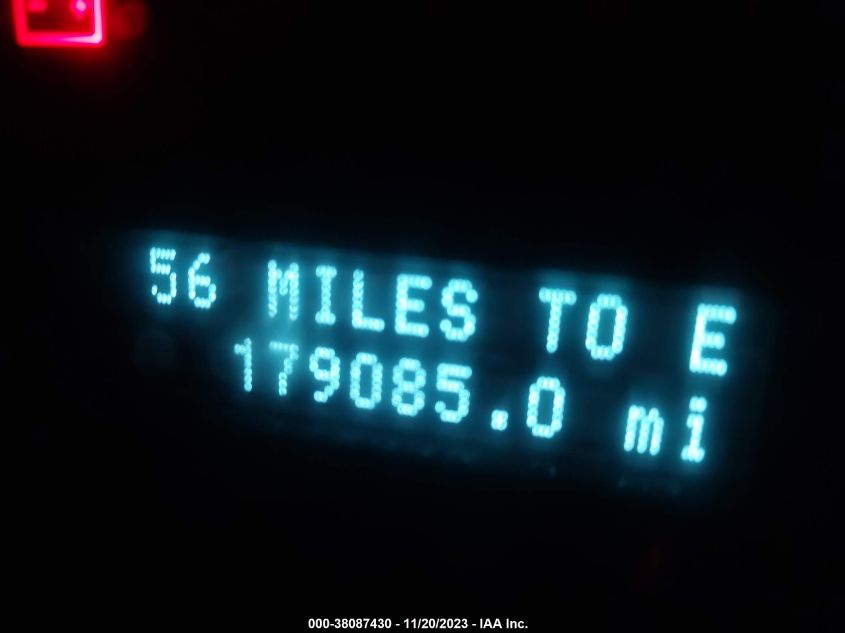 56 MILES TO E
179085.0 mi
000-38087430 - 11/20/2023 - IAA Inc.